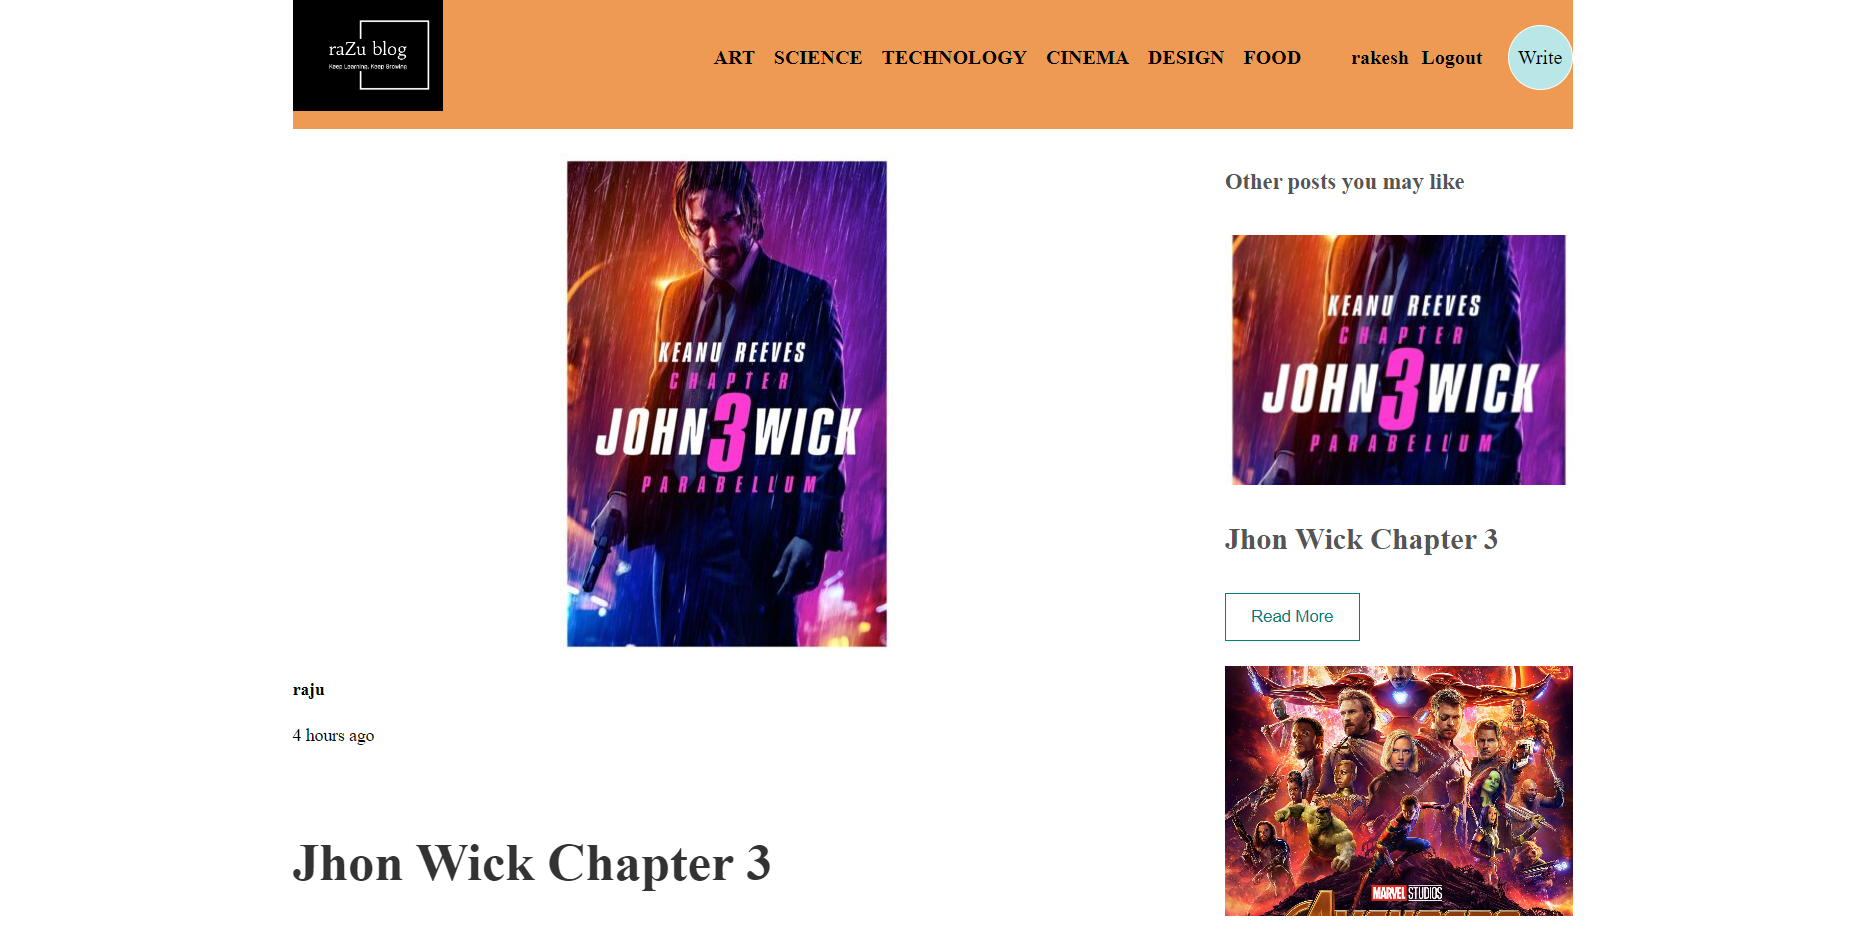 raZu blog
Keep Learning, Keep Growing
ART SCIENCE TECHNOLOGY CINEMA DESIGN FOOD rakesh Logout Write
KEANU REEVES
CHAPTER
JOHN 3 WICK
PARABELLUM
raju
4 hours ago
Jhon Wick Chapter 3
Other posts you may like
KEANU REEVES
CHAPTER
JOHN 3 WICK
PARABELLUM
Jhon Wick Chapter 3
Read More
MARVEL STUDIOS